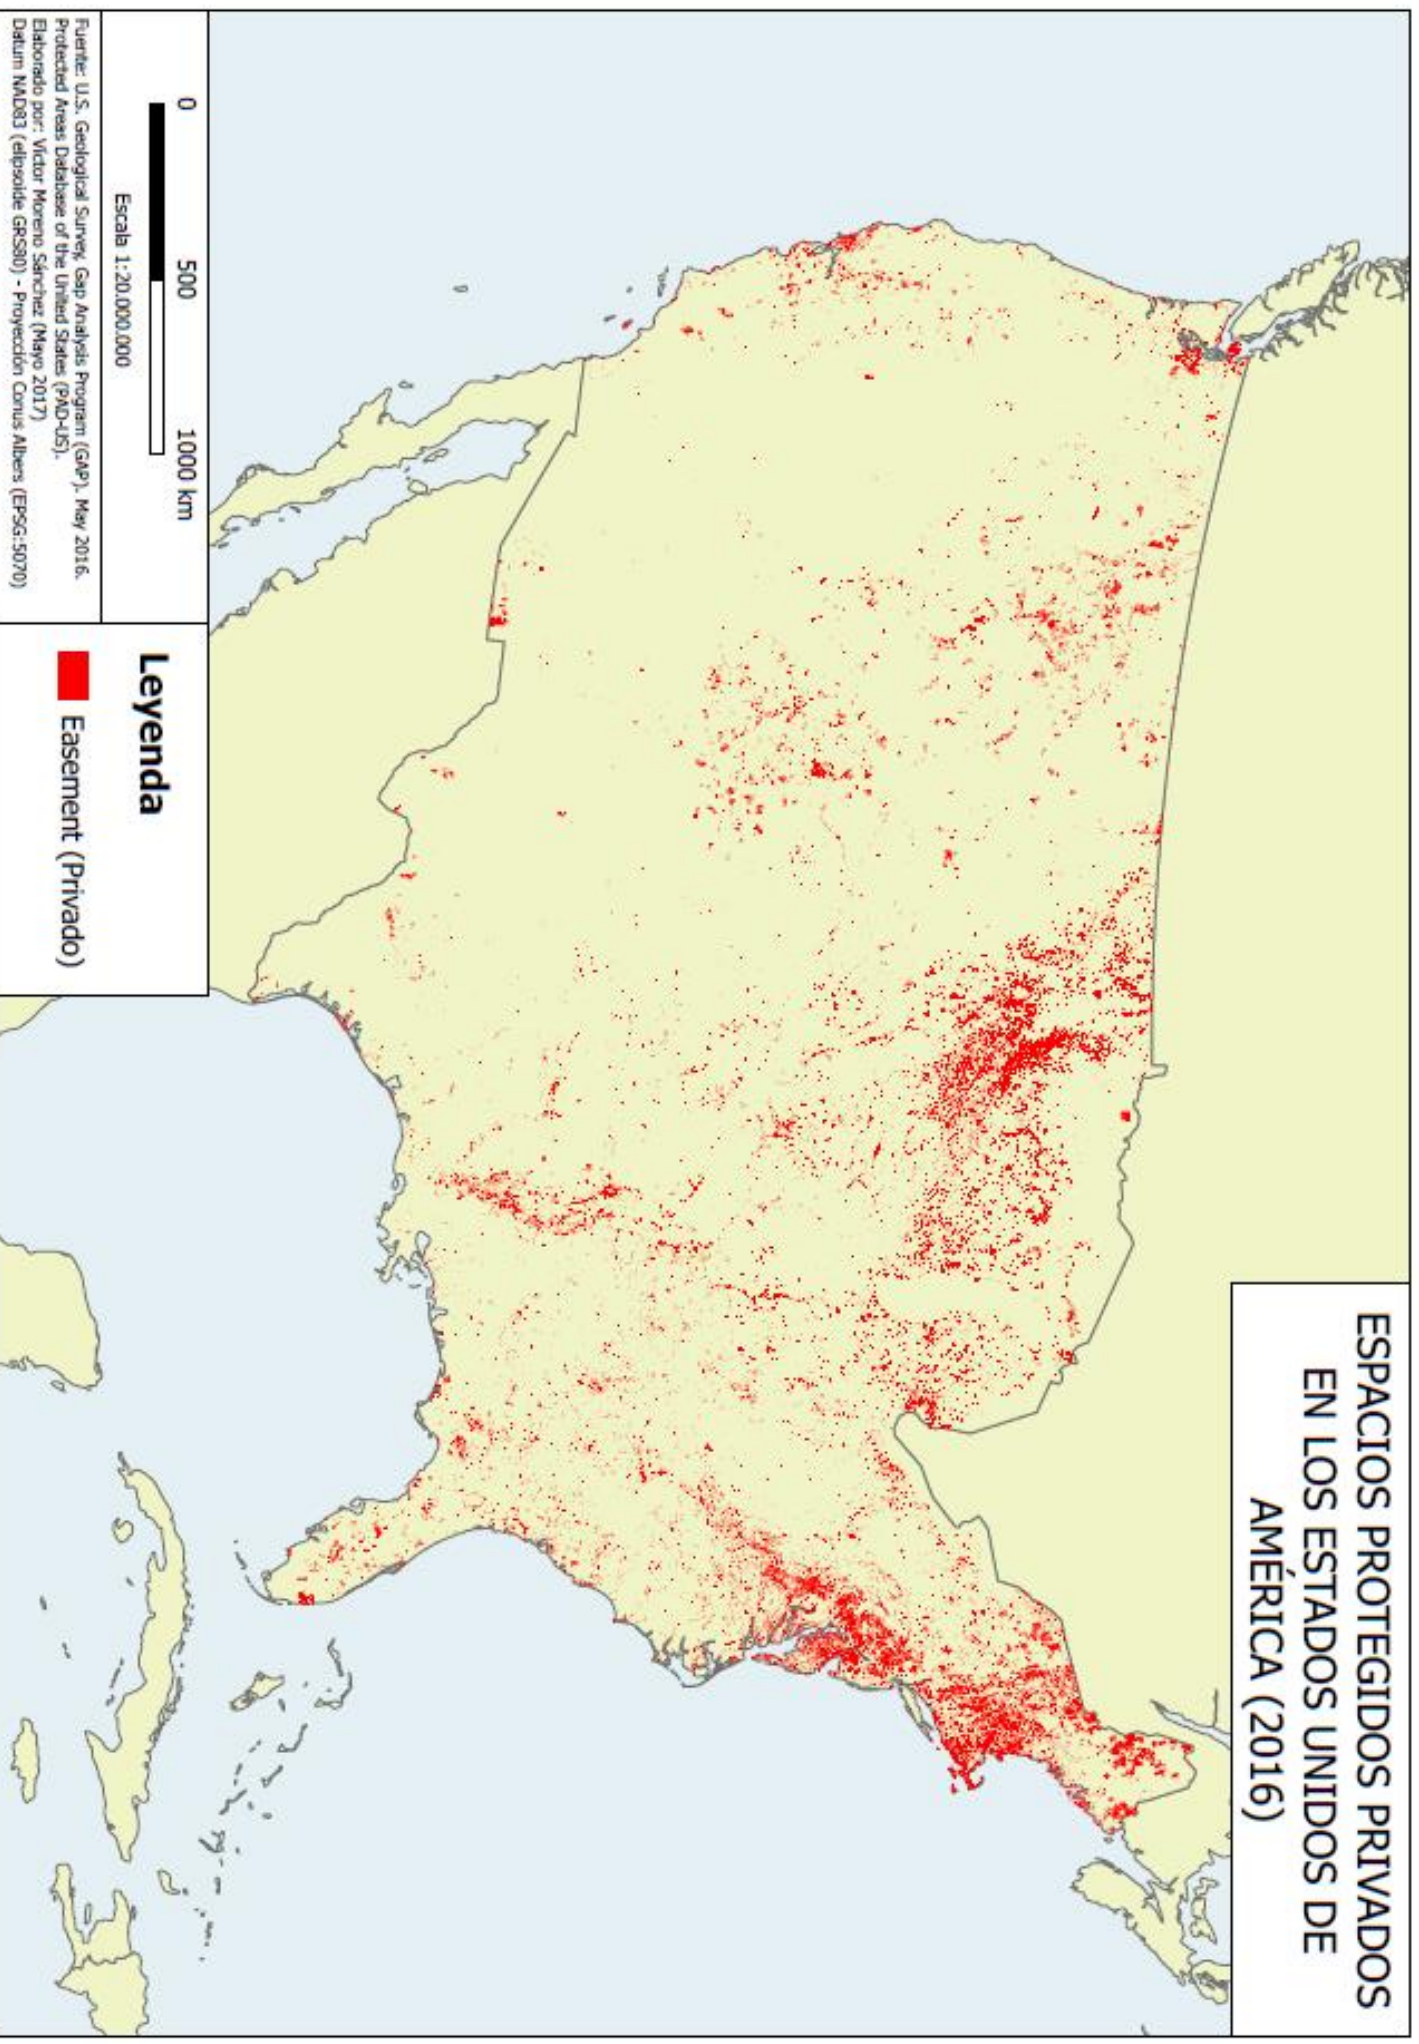 ESPACIOS PROTEGIDOS PRIVADOS
EN LOS ESTADOS UNIDOS DE
AMÉRICA (2016)
0 500 1000 km
Escala 1:20.000.000
Fuente: U.S. Geological Survey, Gap Analysis Program (GAP). May 2016.
Protected Areas Database of the United States (PAD-US).
Elaborado por: Víctor Moreno Sánchez (Mayo 2017)
Datum NAD83 (elipsoide GRS80) - Proyección Conus Albers (EPSG:5070)
Leyenda
Easement (Privado)